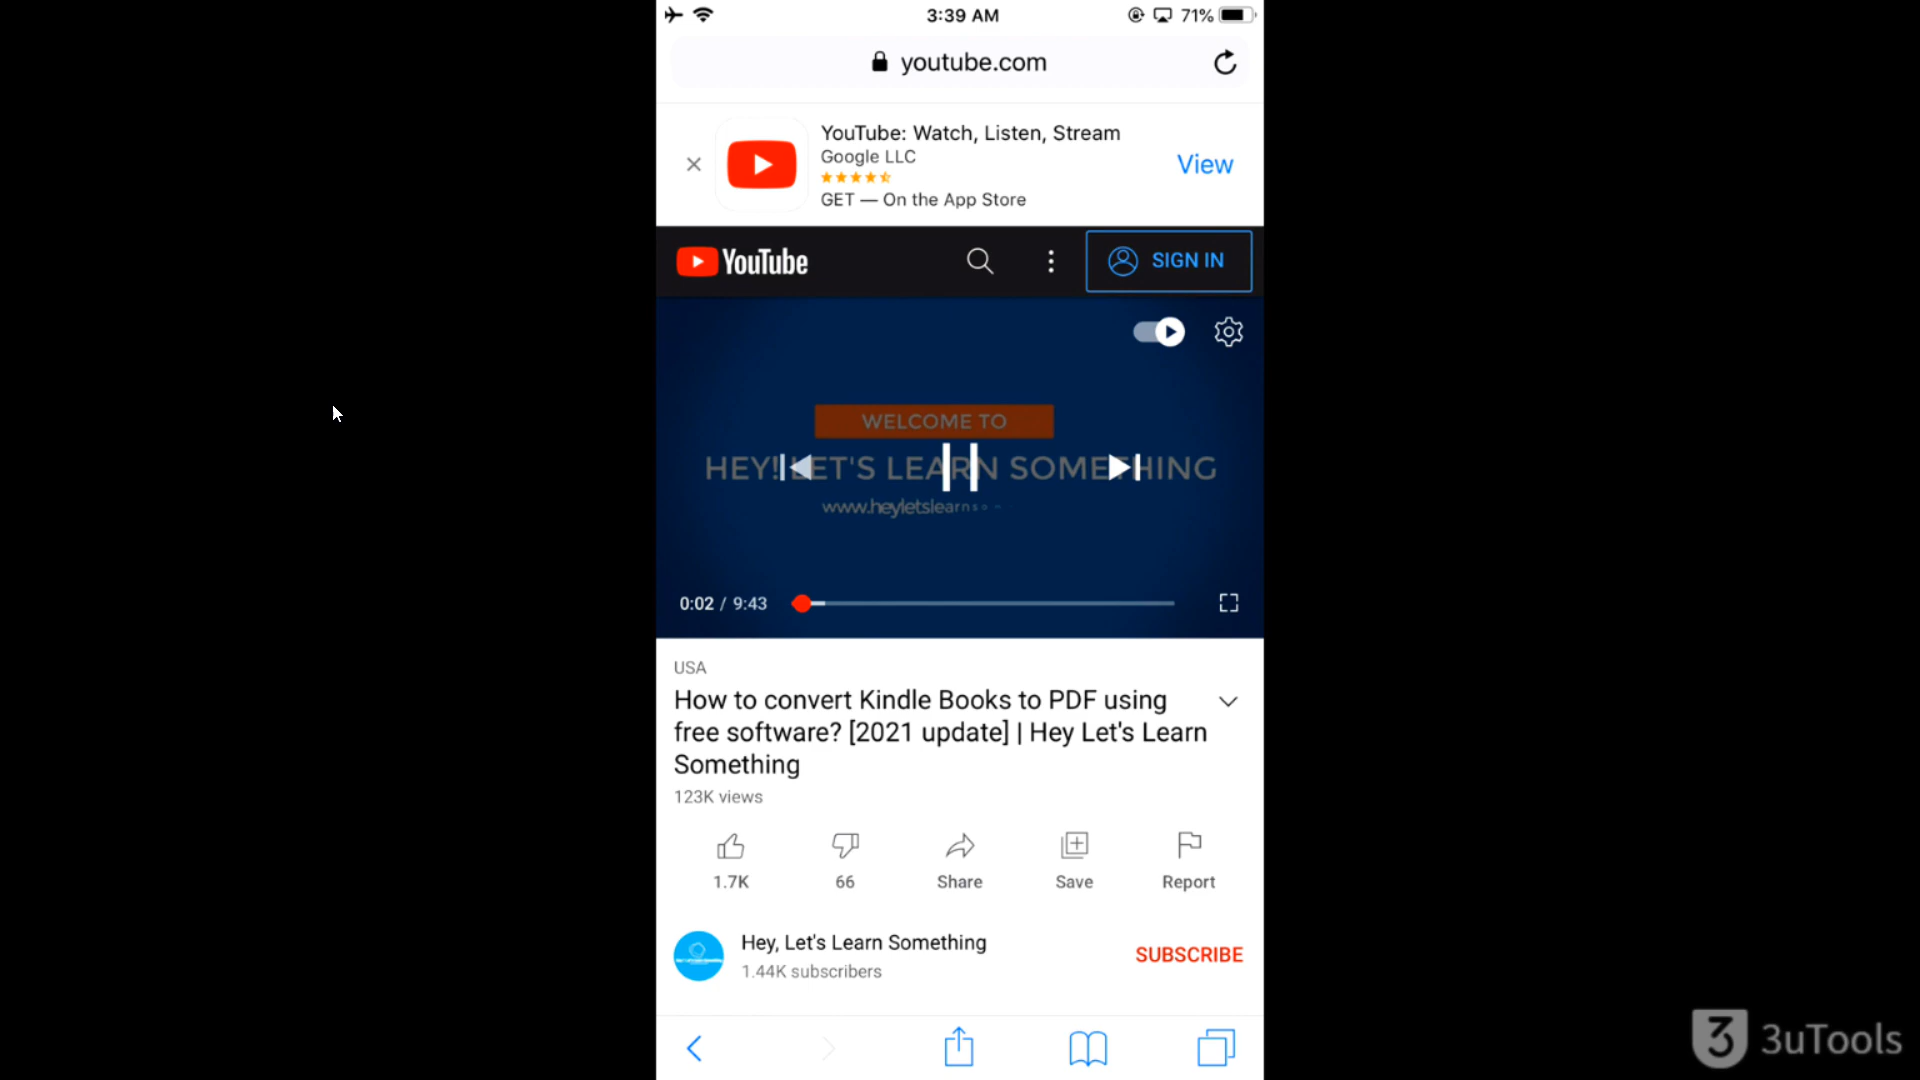 3:39 AM
71%
youtube.com
YouTube: Watch, Listen, Stream
Google LLC
GET — On the App Store
View
YouTube
SIGN IN
WELCOME TO
HEY! LET'S LEARN SOMETHING
www.heyletslearnso
0:02 / 9:43
USA
How to convert Kindle Books to PDF using
free software? [2021 update] | Hey Let's Learn
Something
123K views
1.7K
66
Share
Save
Report
Hey, Let's Learn Something
1.44K subscribers
SUBSCRIBE
3uTools